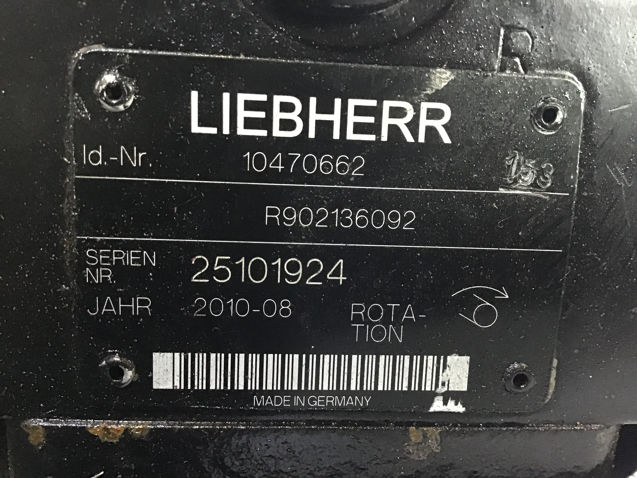 R
LIEBHERR
Id.-Nr. 10470662 153
R902136092
SERIEN
NR. 25101924
JAHR 2010-08 ROTA-
TION
MADE IN GERMANY